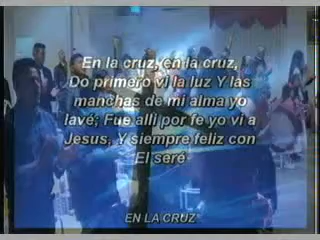 En la cruz, en la cruz,
Do primero vi la luz Y las
manchas de mi alma yo
lavé; Fue alli por fe yo vi a
Jesus, Y siempre feliz con
El seré
EN LA CRUZ